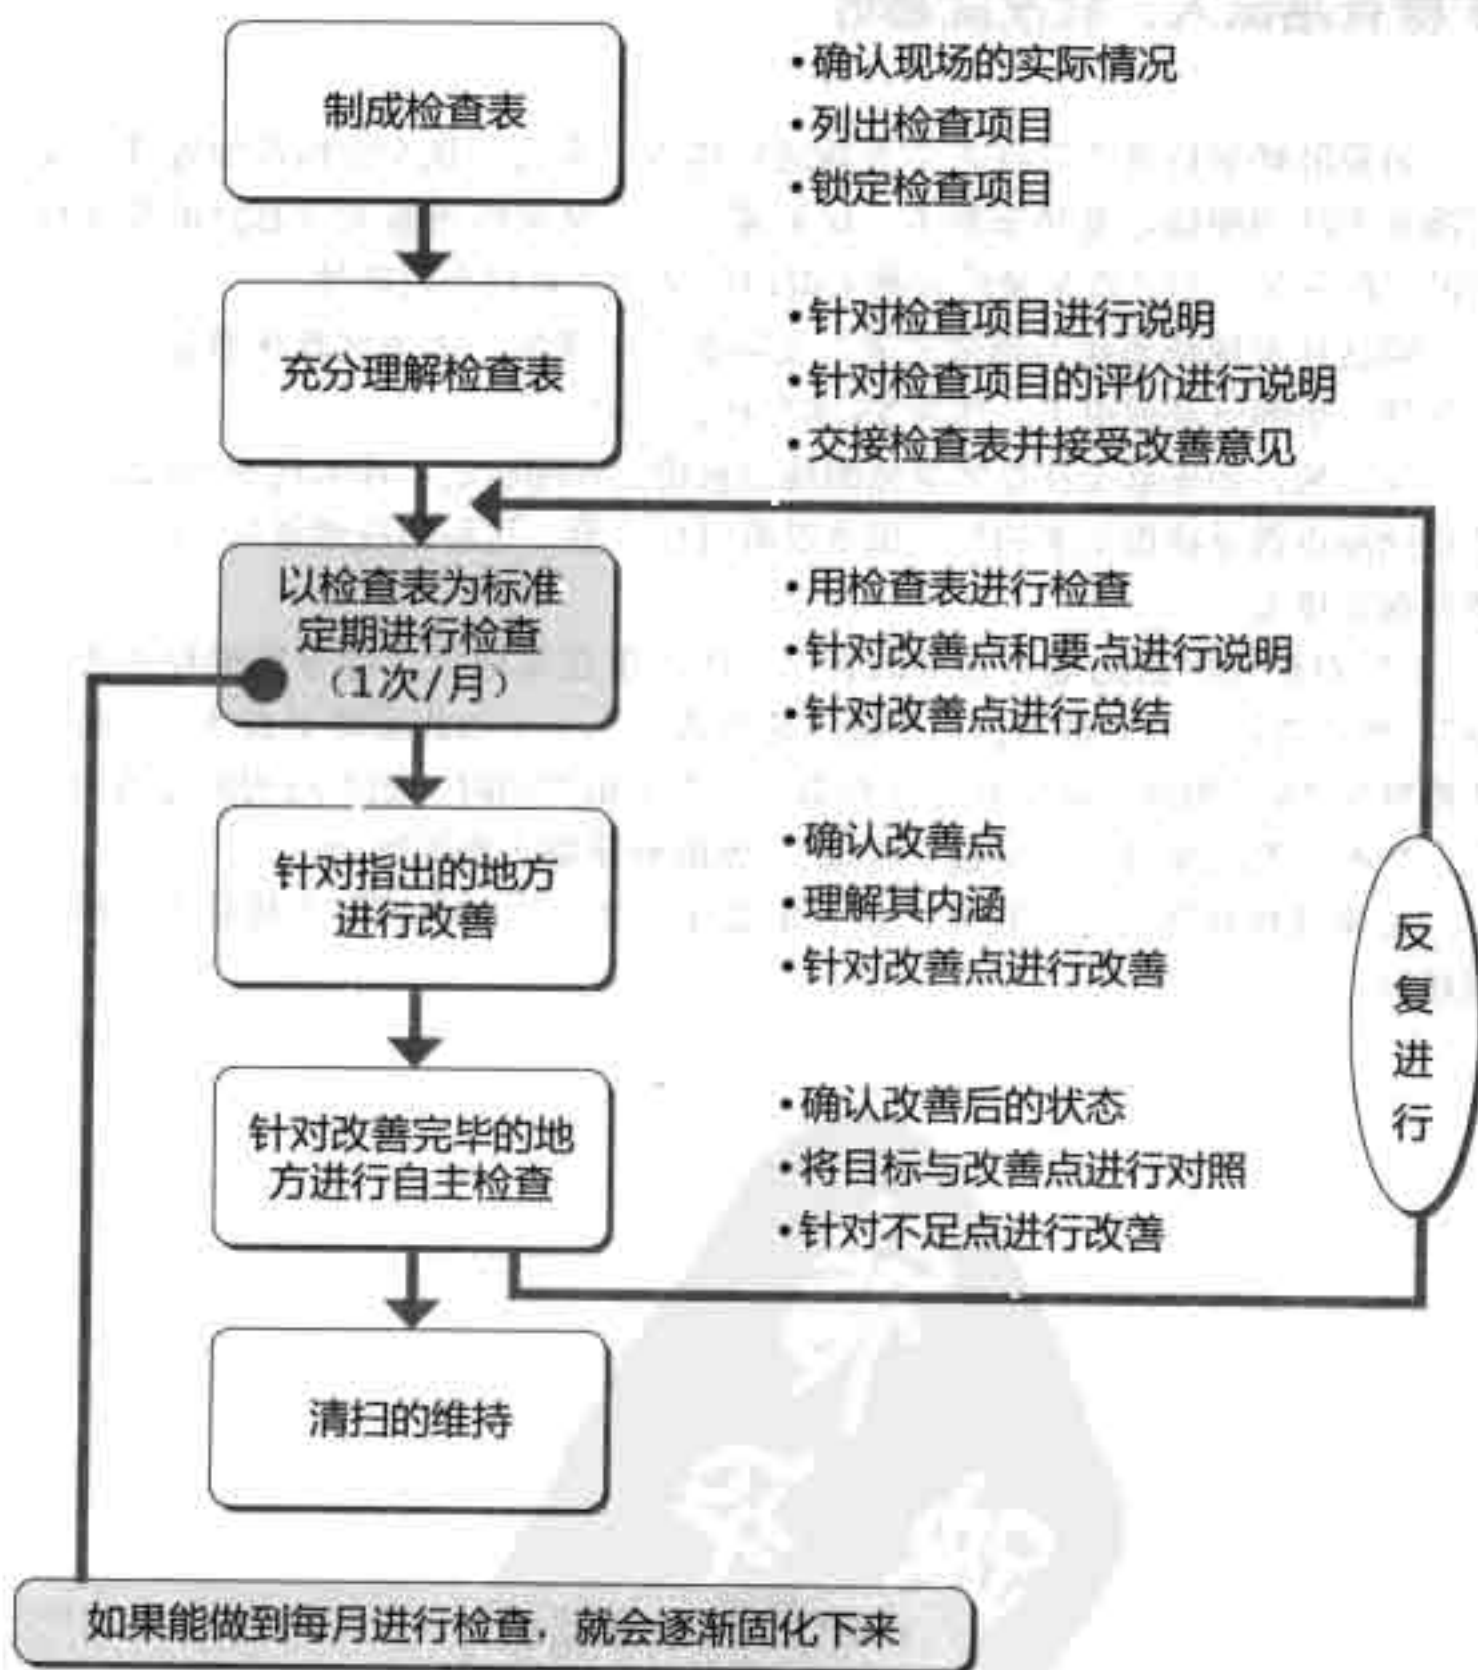 制成检查表
•确认现场的实际情况
•列出检查项目
•锁定检查项目
充分理解检查表
•针对检查项目进行说明
•针对检查项目的评价进行说明
•交接检查表并接受改善意见
以检查表为标准
定期进行检查
（1次/月）
•用检查表进行检查
•针对改善点和要点进行说明
•针对改善点进行总结
针对指出的地方
进行改善
•确认改善点
•理解其内涵
•针对改善点进行改善
反复进行
针对改善完毕的地
方进行自主检查
•确认改善后的状态
•将目标与改善点进行对照
•针对不足点进行改善
清扫的维持
如果能做到每月进行检查，就会逐渐固化下来